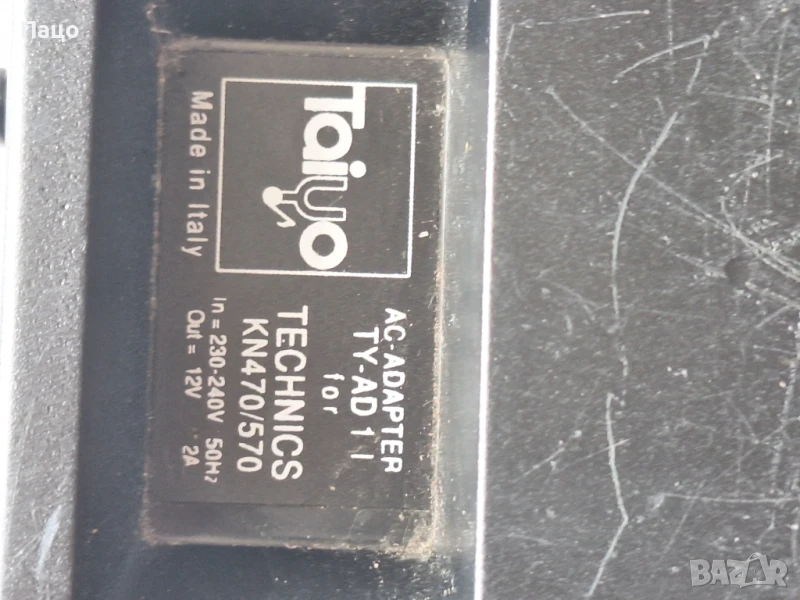 Пацо
Taiyo
Made in Italy
AC-ADAPTER
TY-AD 11
for
TECHNICS
KN470/570
In = 230-240V 50Hz
Out = 12V 2A
BAZAR